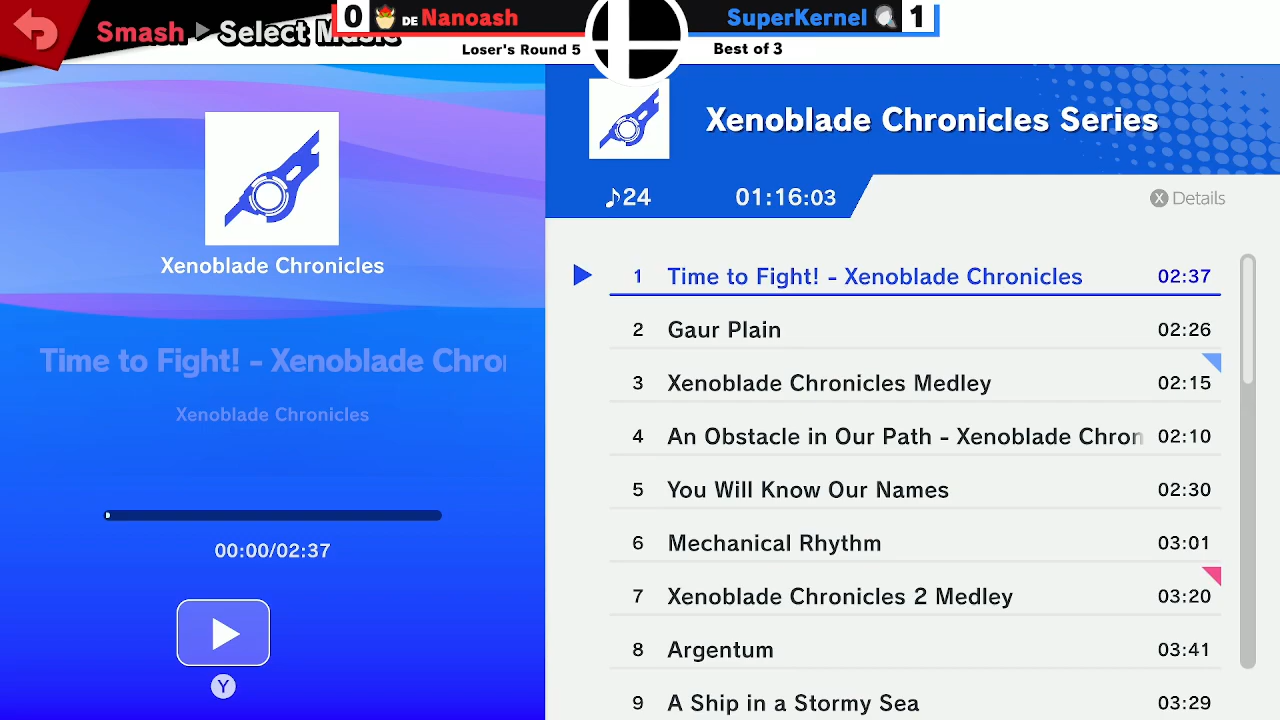 Smash ▶ Select Music
0 DE Nanoash
SuperKernel 1
Loser's Round 5
Best of 3
Xenoblade Chronicles
Time to Fight! - Xenoblade Chro
Xenoblade Chronicles
00:00/02:37
Y
Xenoblade Chronicles Series
♪24 01:16:03
X Details
1 Time to Fight! - Xenoblade Chronicles 02:37
2 Gaur Plain 02:26
3 Xenoblade Chronicles Medley 02:15
4 An Obstacle in Our Path - Xenoblade Chron 02:10
5 You Will Know Our Names 02:30
6 Mechanical Rhythm 03:01
7 Xenoblade Chronicles 2 Medley 03:20
8 Argentum 03:41
9 A Ship in a Stormy Sea 03:29